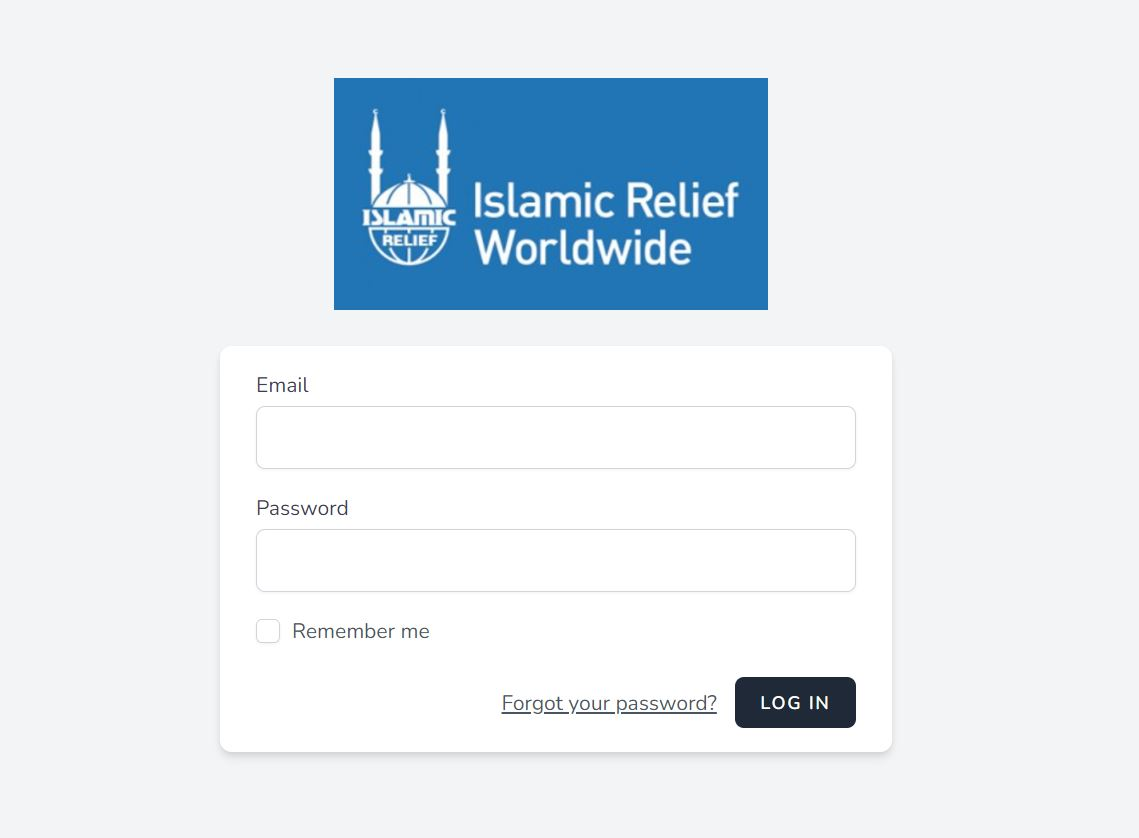 ISLAMIC
RELIEF
Islamic Relief
Worldwide
Email
Password
Remember me
Forgot your password?
LOG IN